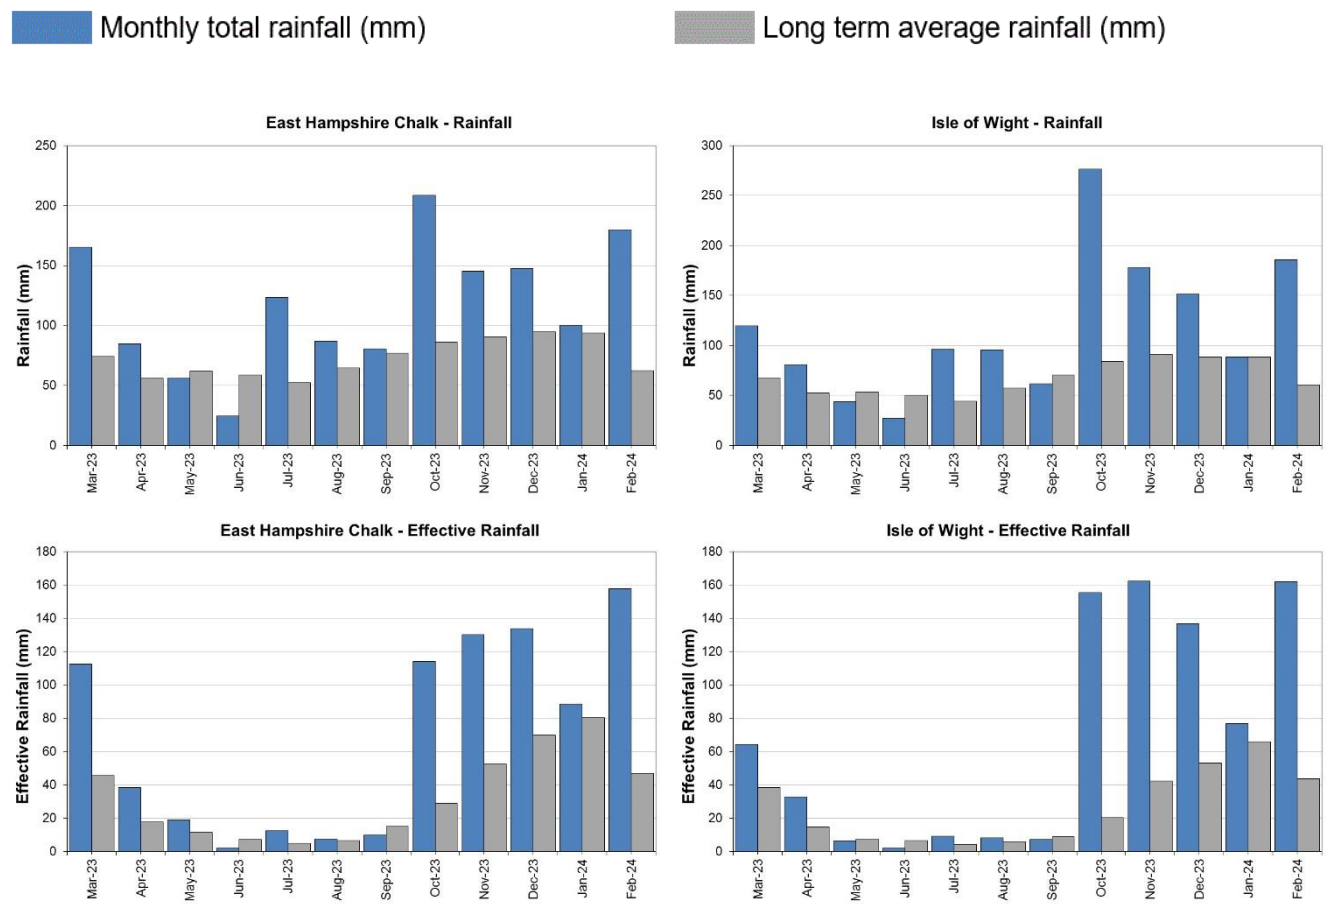 Monthly total rainfall (mm)
Long term average rainfall (mm)
East Hampshire Chalk - Rainfall
Rainfall (mm)
250
200
150
100
50
0
Mar-23
Apr-23
May-23
Jun-23
Jul-23
Aug-23
Sep-23
Oct-23
Nov-23
Dec-23
Jan-24
Feb-24
Isle of Wight - Rainfall
Rainfall (mm)
300
250
200
150
100
50
0
Mar-23
Apr-23
May-23
Jun-23
Jul-23
Aug-23
Sep-23
Oct-23
Nov-23
Dec-23
Jan-24
Feb-24
East Hampshire Chalk - Effective Rainfall
Effective Rainfall (mm)
180
160
140
120
100
80
60
40
20
0
Mar-23
Apr-23
May-23
Jun-23
Jul-23
Aug-23
Sep-23
Oct-23
Nov-23
Dec-23
Jan-24
Feb-24
Isle of Wight - Effective Rainfall
Effective Rainfall (mm)
180
160
140
120
100
80
60
40
20
0
Mar-23
Apr-23
May-23
Jun-23
Jul-23
Aug-23
Sep-23
Oct-23
Nov-23
Dec-23
Jan-24
Feb-24